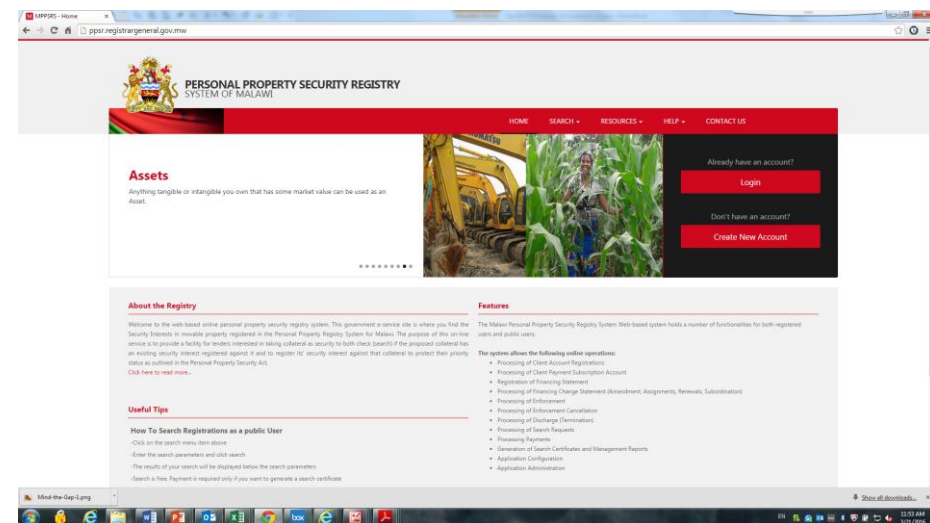 MPPSRS - Home
ppsr.registrargeneral.gov.mw
PERSONAL PROPERTY SECURITY REGISTRY
SYSTEM OF MALAWI
HOME SEARCH RESOURCES HELP CONTACT US
Assets
Anything tangible or intangible you own that has some market value can be used as an
Asset.
KOMATSU
Already have an account?
Login
Don't have an account?
Create New Account
About the Registry
Welcome to the web-based online personal property security registry system. This government e-service site is where you find the
Security Interests in movable property registered in the Personal Property Registry System for Malawi. The purpose of this on-line
service is to provide a facility for lenders interested in taking collateral as security to both check (search) if the proposed collateral has
an existing security interest registered against it and to register its' security interest against that collateral to protect their priority
status as outlined in the Personal Property Security Act.
Click here to read more...
Useful Tips
How To Search Registrations as a public User
-Click on the search menu item above
-Enter the search parameters and click search
-The results of your search will be displayed below the search parameters
-Search is free. Payment is required only if you want to generate a search certificate
Features
The Malawi Personal Property Security Registry System Web-based system holds a number of functionalities for both registered
users and public users.
The system allows the following online operations:
Processing of Client Account Registrations
Processing of Client Payment Subscription Account
Registration of Financing Statement
Processing of Financing Change Statement (Amendment, Assignments, Renewals, Subordination)
Processing of Enforcement
Processing of Enforcement Cancellation
Processing of Discharge (Termination)
Processing of Search Requests
Processing Payments
Generation of Search Certificates and Management Reports
Application Configuration
Application Administration
Mind-the-Gap-1.png
Show all downloads...
box
EN
11:53 AM
3/21/2016